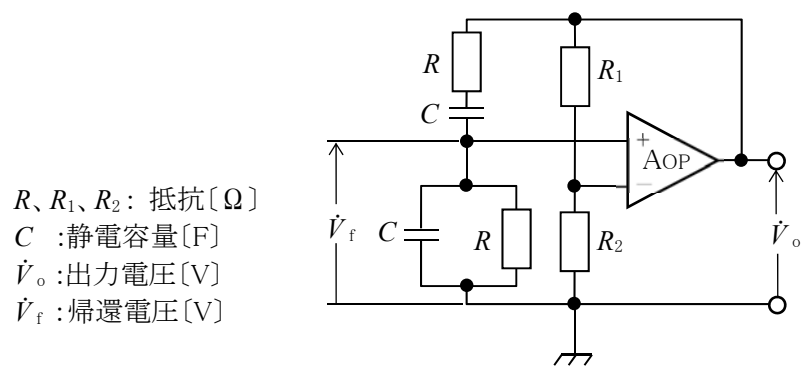 R、R₁、R₂： 抵抗〔Ω〕
C ：静電容量〔F〕
V̇ₒ：出力電圧〔V〕
V̇f：帰還電圧〔V〕
R
R₁
C
+
AOP
−
V̇f
C
R
R₂
V̇ₒ